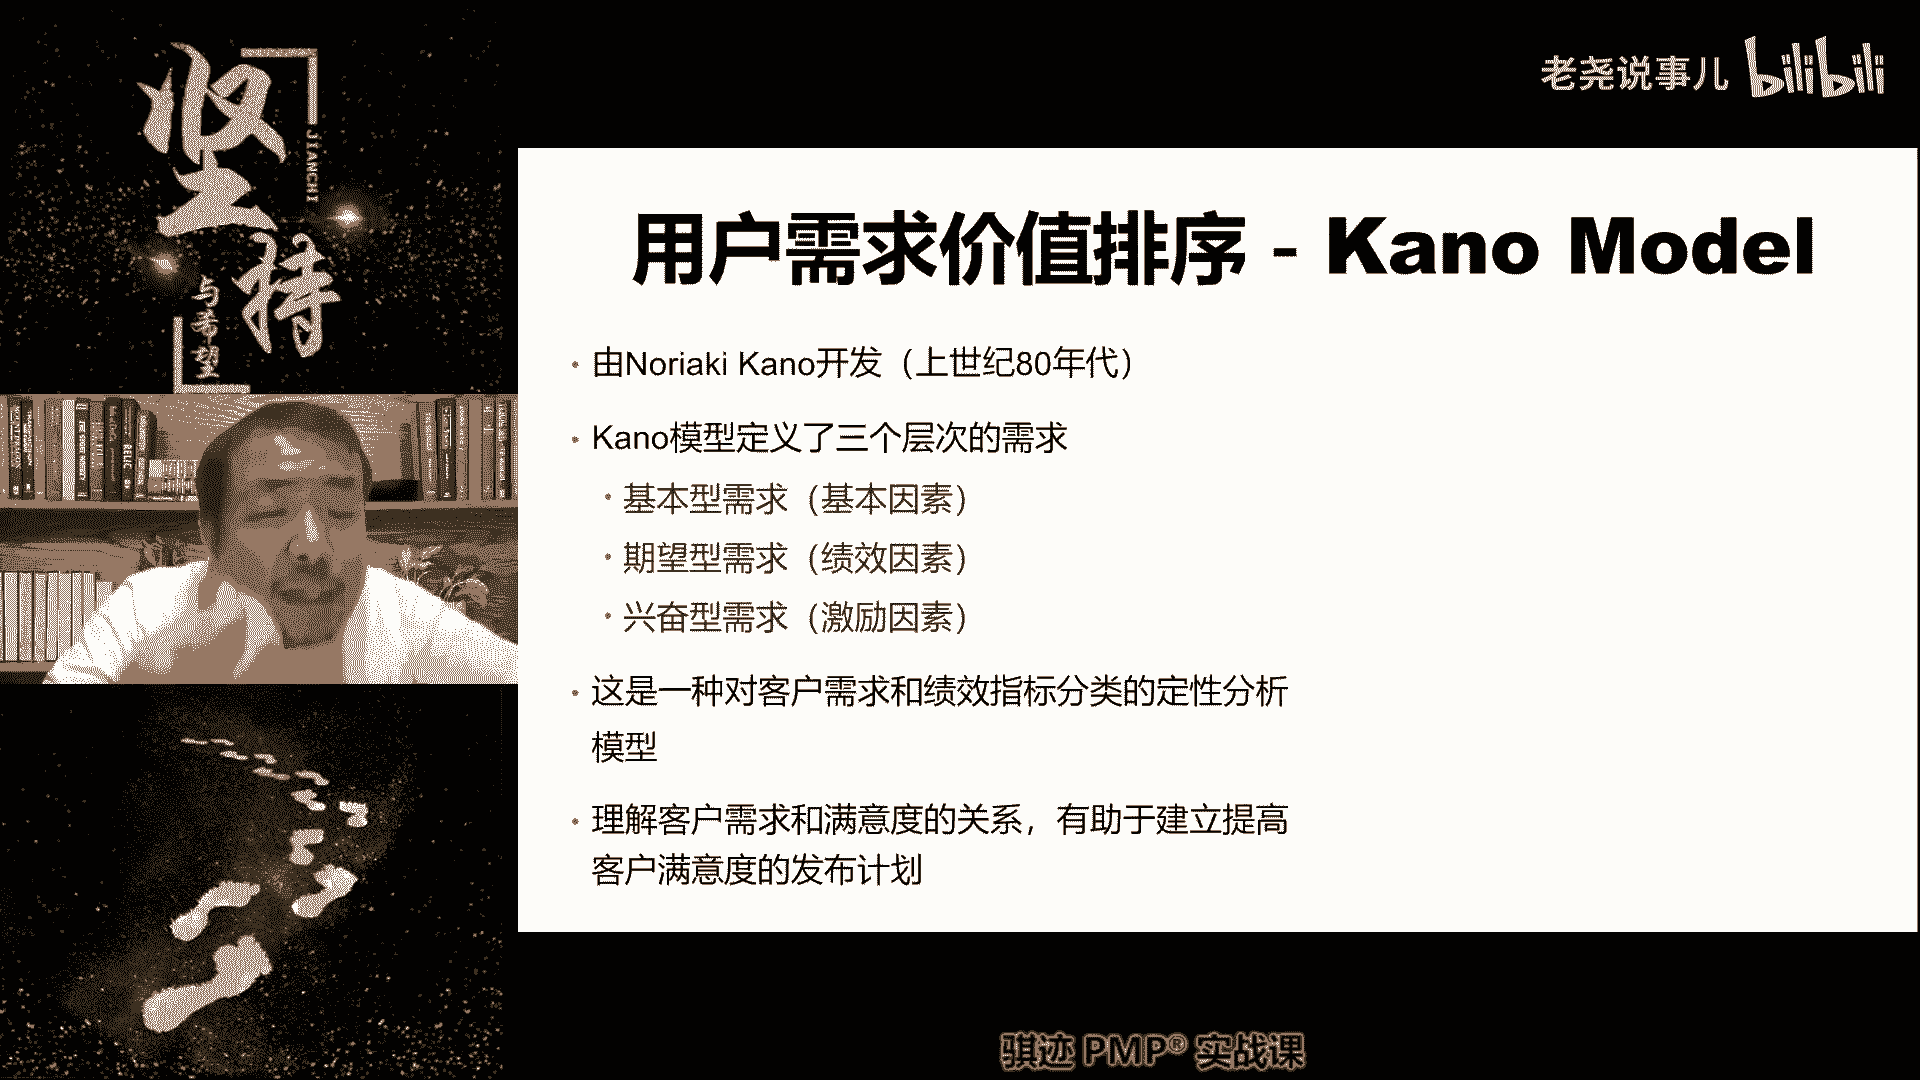 坚持
JIANCHI
与希望
老尧说事儿 bilibili
RELIC
用户需求价值排序 - Kano Model
• 由Noriaki Kano开发（上世纪80年代）
• Kano模型定义了三个层次的需求
• 基本型需求（基本因素）
• 期望型需求（绩效因素）
• 兴奋型需求（激励因素）
• 这是一种对客户需求和绩效指标分类的定性分析
模型
• 理解客户需求和满意度的关系，有助于建立提高
客户满意度的发布计划
骐迹 PMP® 实战课